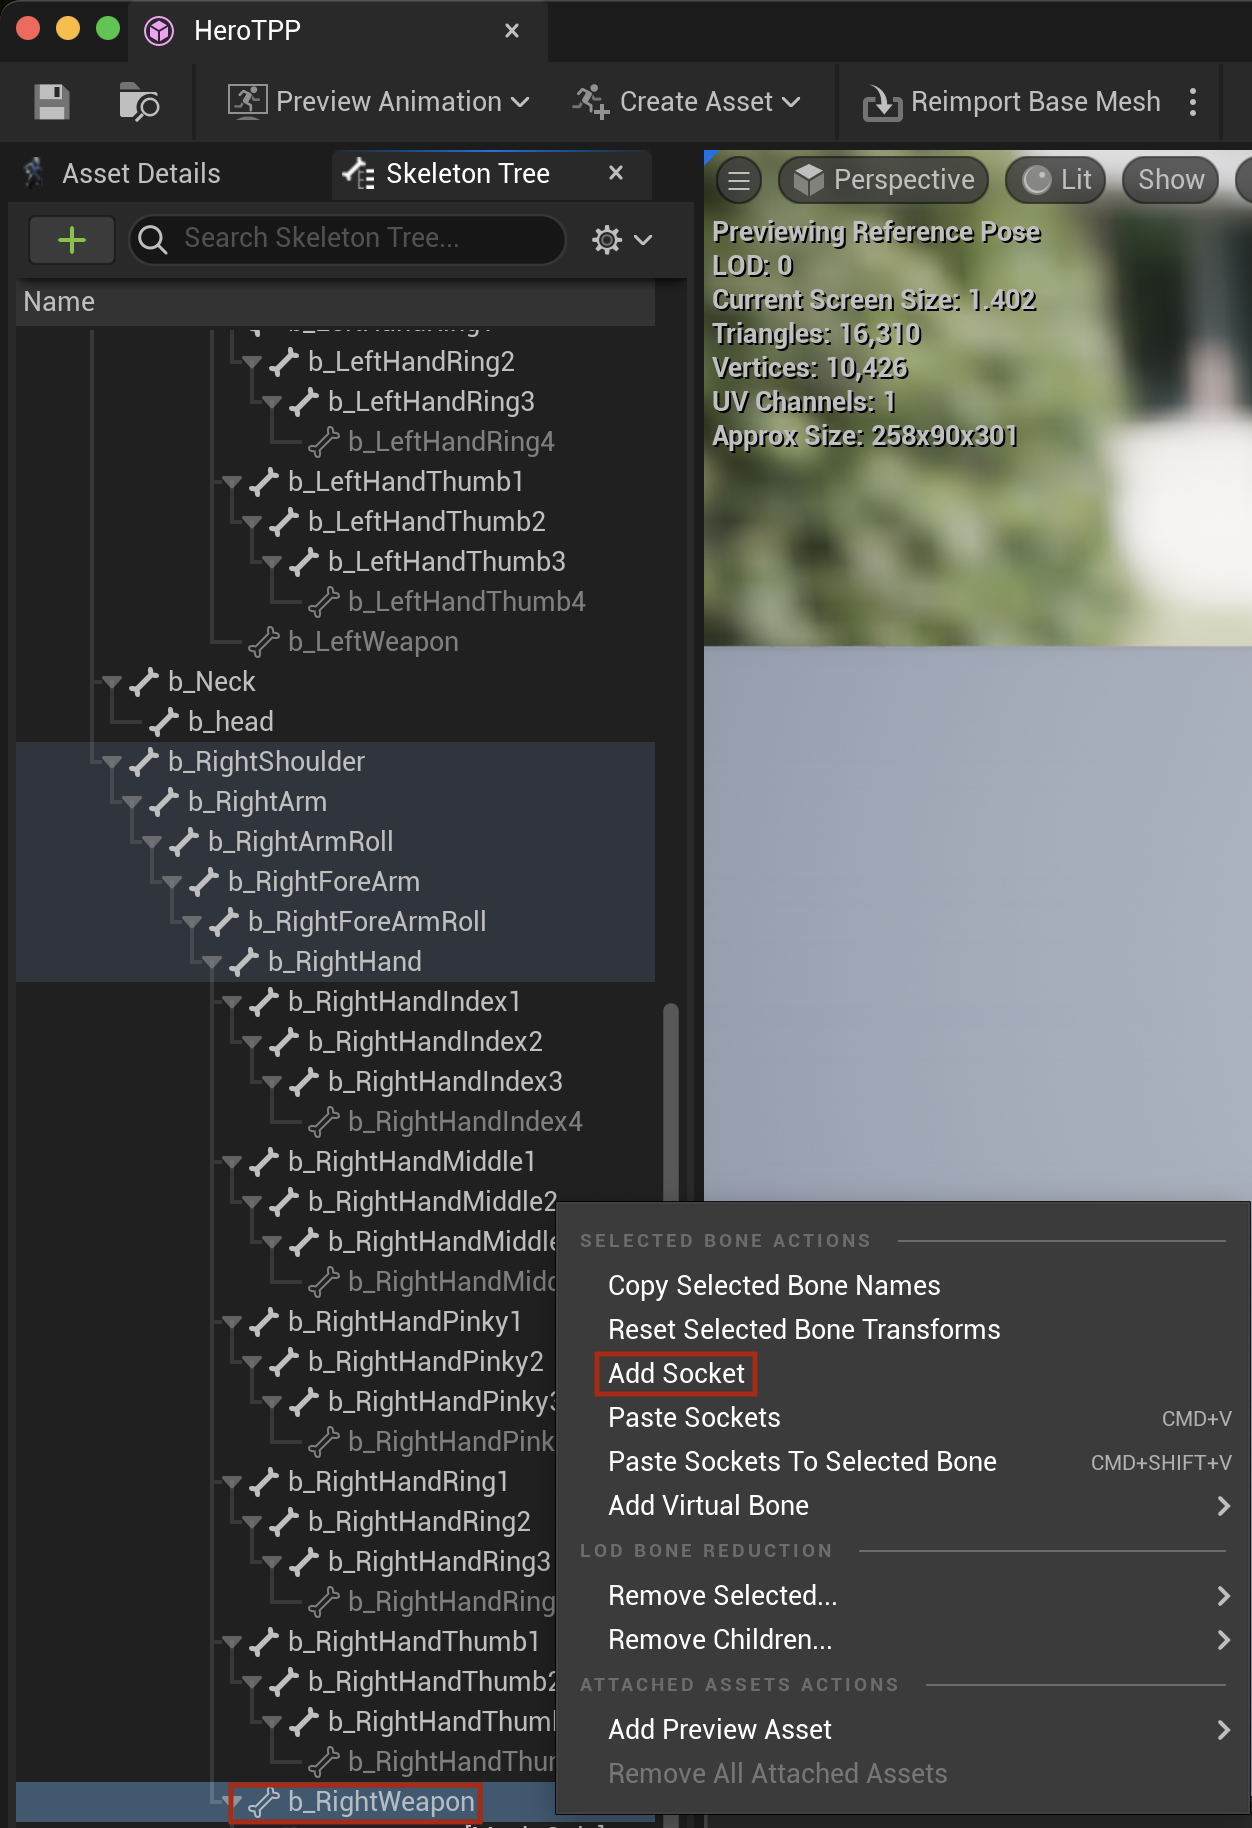 HeroTPP
Preview Animation
Create Asset
Reimport Base Mesh
Asset Details
Skeleton Tree
Perspective
Lit
Show
Search Skeleton Tree...
Previewing Reference Pose
LOD: 0
Current Screen Size: 1.402
Triangles: 16,310
Vertices: 10,426
UV Channels: 1
Approx Size: 258x90x301
Name
b_LeftHandRing2
b_LeftHandRing3
b_LeftHandRing4
b_LeftHandThumb1
b_LeftHandThumb2
b_LeftHandThumb3
b_LeftHandThumb4
b_LeftWeapon
b_Neck
b_head
b_RightShoulder
b_RightArm
b_RightArmRoll
b_RightForeArm
b_RightForeArmRoll
b_RightHand
b_RightHandIndex1
b_RightHandIndex2
b_RightHandIndex3
b_RightHandIndex4
b_RightHandMiddle1
b_RightHandMiddle2
b_RightHandMiddle
b_RightHandMidd
b_RightHandPinky1
b_RightHandPinky2
b_RightHandPinky3
b_RightHandPink
b_RightHandRing1
b_RightHandRing2
b_RightHandRing3
b_RightHandRing
b_RightHandThumb1
b_RightHandThumb2
b_RightHandThum
b_RightHandThu
b_RightWeapon
SELECTED BONE ACTIONS
Copy Selected Bone Names
Reset Selected Bone Transforms
Add Socket
Paste Sockets CMD+V
Paste Sockets To Selected Bone CMD+SHIFT+V
Add Virtual Bone
LOD BONE REDUCTION
Remove Selected...
Remove Children...
ATTACHED ASSETS ACTIONS
Add Preview Asset
Remove All Attached Assets